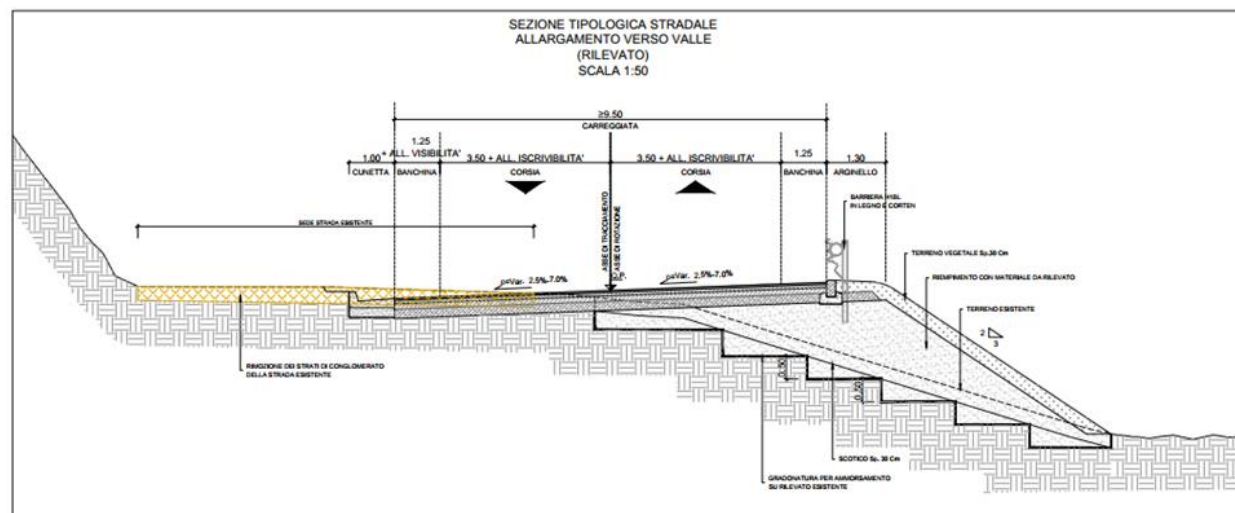 SEZIONE TIPOLOGICA STRADALE
ALLARGAMENTO VERSO VALLE
(RILEVATO)
SCALA 1:50
≥9.50
CARREGGIATA
1.00
1.25
+ ALL. VISIBILITA'
3.50 + ALL. ISCRIVIBILITA'
3.50 + ALL. ISCRIVIBILITA'
1.25
1.30
CUNETTA
BANCHINA
CORSIA
CORSIA
BANCHINA
ARGINELLO
BARRIERA H1BL
IN LEGNO E CORTEN
SEDE STRADA ESISTENTE
ASSE DI TRACCIAMENTO
ASSE DI ROTAZIONE
Q.P.
p=Var. 2.5%-7.0%
p=Var. 2.5%-7.0%
TERRENO VEGETALE Sp.30 Cm
RIEMPIMENTO CON MATERIALE DA RILEVATO
TERRENO ESISTENTE
2
3
RIMOZIONE DEI STRATI DI CONGLOMERATO
DELLA STRADA ESISTENTE
0.50
0.50
SCOTICO Sp. 30 Cm
GRADONATURA PER AMMORSAMENTO
SU RILEVATO ESISTENTE